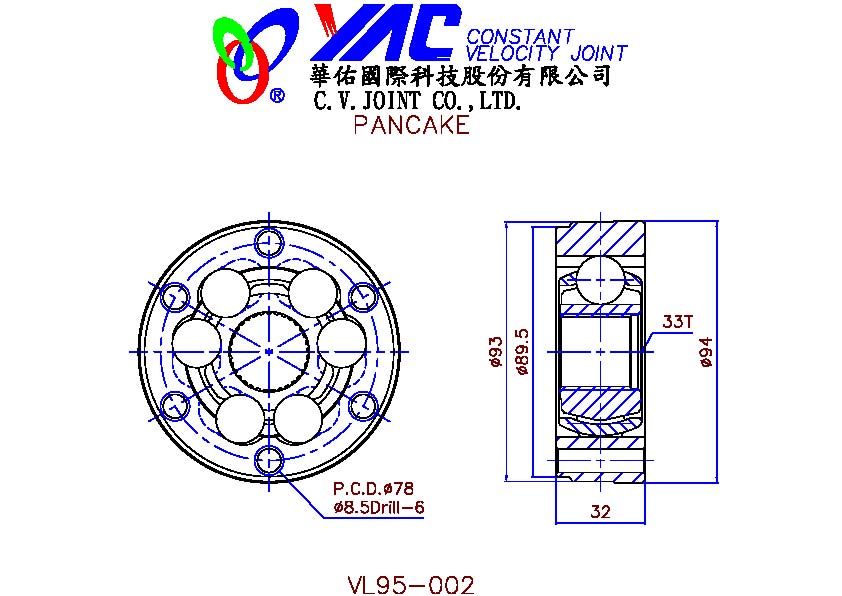 YAC CONSTANT
VELOCITY JOINT
®
華佑國際科技股份有限公司
C.V.JOINT CO.,LTD.
PANCAKE
ø93
ø89.5
33T
ø94
P.C.D.ø78
ø8.5Drill-6
32
VL95-002